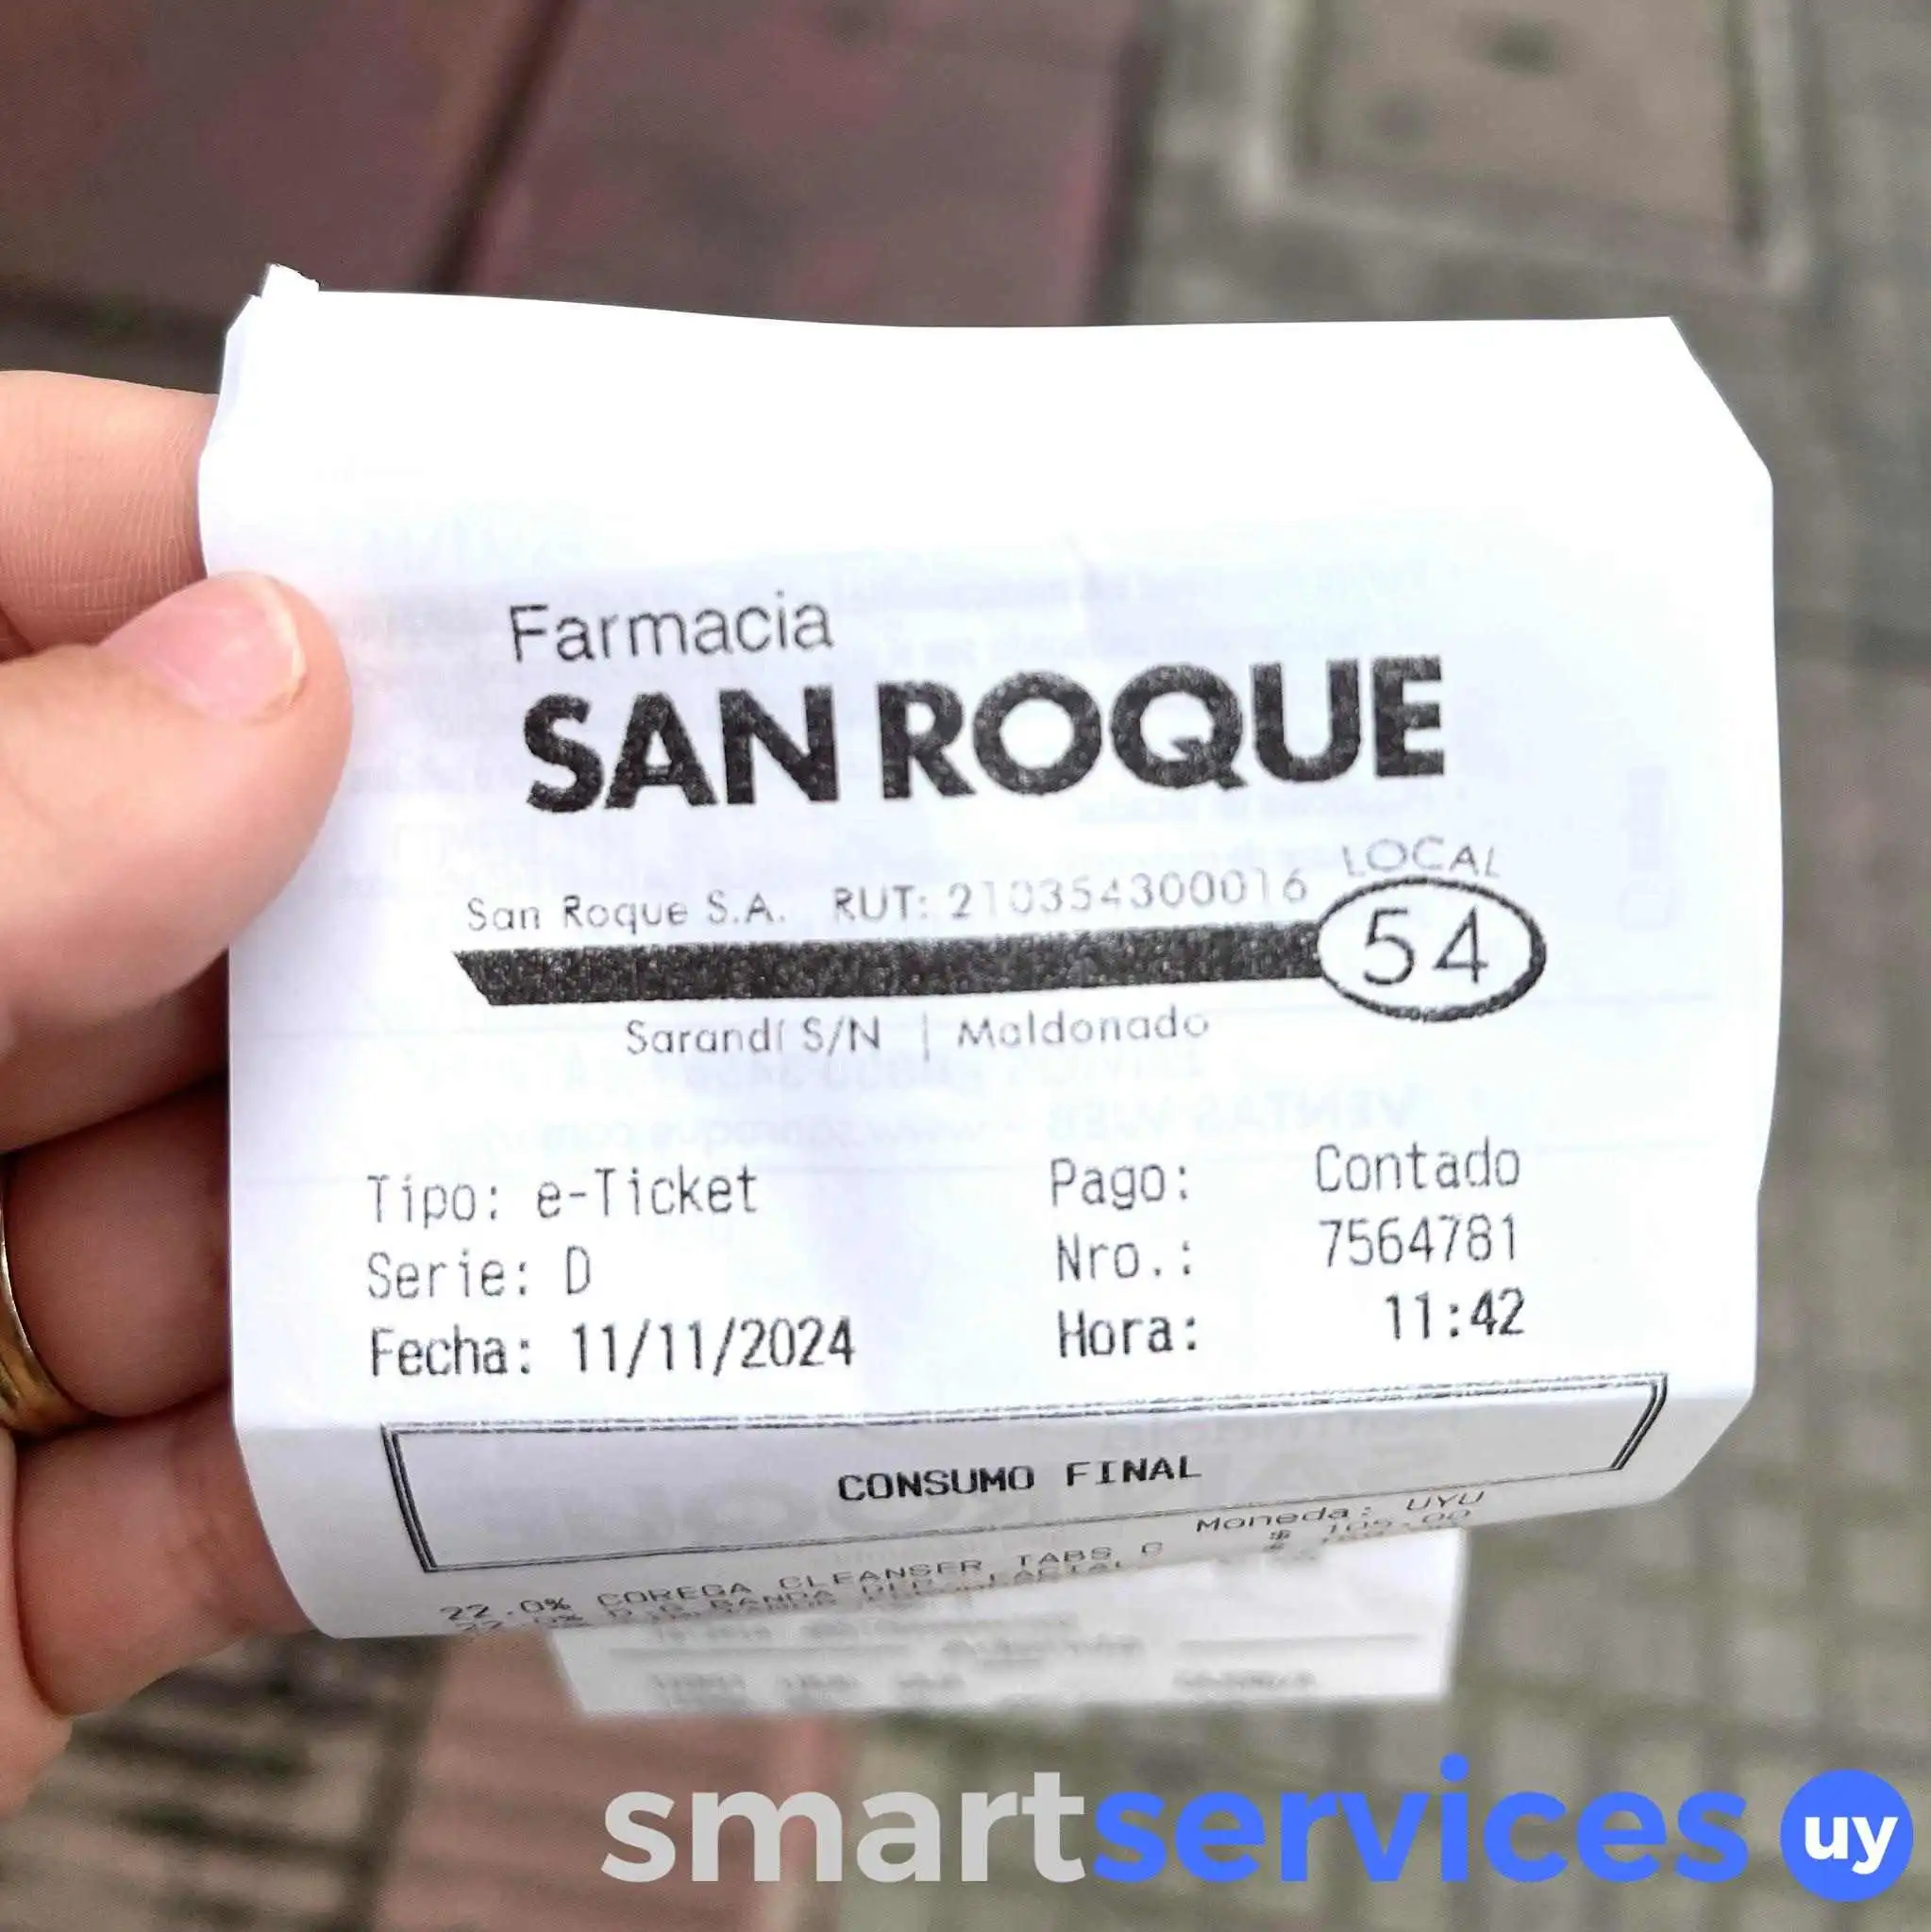 Farmacia
SAN ROQUE
LOCAL
San Roque S.A. RUT: 210354300016
54
Sarandí S/N | Maldonado
Tipo: e-Ticket Pago: Contado
Serie: D Nro.: 7564781
Fecha: 11/11/2024 Hora: 11:42
CONSUMO FINAL
Moneda: UYU
22.0% COREGA CLEANSER TABS C $
BANDA
smartservices uy